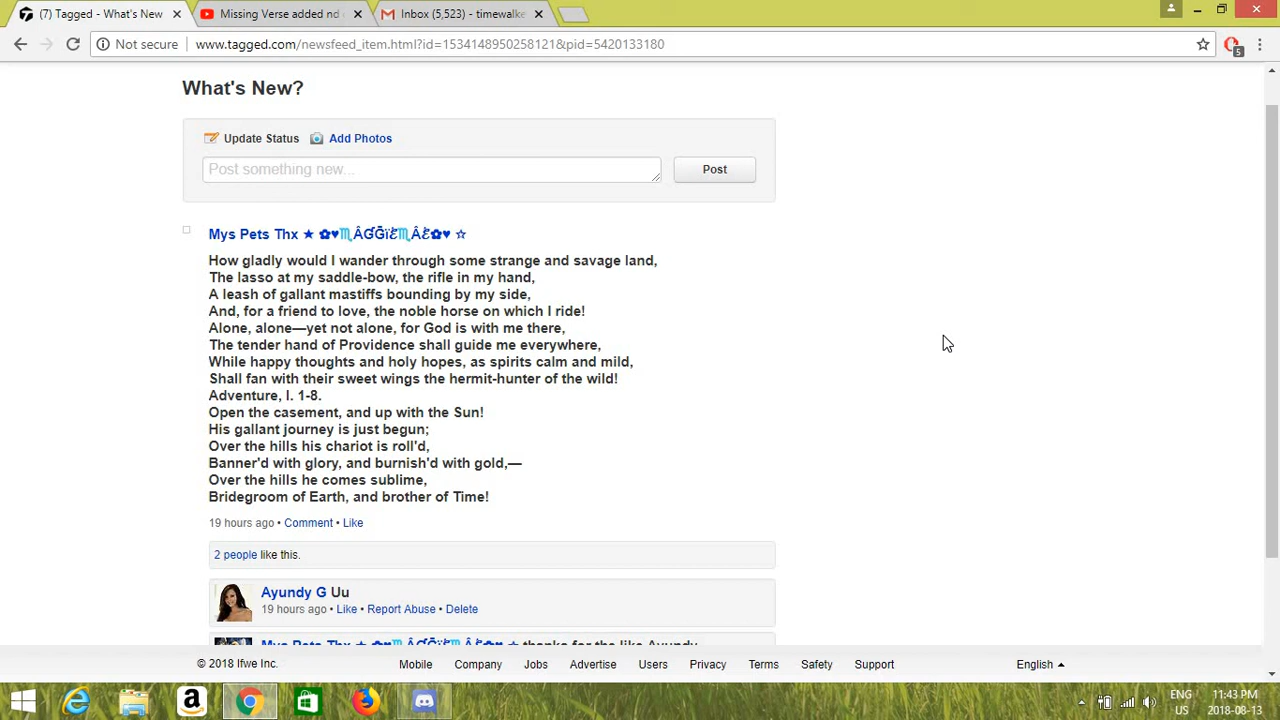 (7) Tagged - What's New
Missing Verse added nd
Inbox (5,523) - timewalke
Not secure
www.tagged.com/newsfeed_item.html?id=15341489502581218&pid=5420133180
5
What's New?
Update Status Add Photos
Post something new...
Post
How gladly would I wander through some strange and savage land,
The lasso at my saddle-bow, the rifle in my hand,
A leash of gallant mastiffs bounding by my side,
And, for a friend to love, the noble horse on which I ride!
Alone, alone—yet not alone, for God is with me there,
The tender hand of Providence shall guide me everywhere,
While happy thoughts and holy hopes, as spirits calm and mild,
Shall fan with their sweet wings the hermit-hunter of the wild!
Adventure, l. 1-8.
Open the casement, and up with the Sun!
His gallant journey is just begun;
Over the hills his chariot is roll'd,
Banner'd with glory, and burnish'd with gold,—
Over the hills he comes sublime,
Bridegroom of Earth, and brother of Time!
19 hours ago • Comment • Like
2 people like this.
Ayundy G Uu
19 hours ago • Like • Report Abuse • Delete
Mys Pets Thx ★ thanks for the like Ayundy
© 2018 Ifwe Inc.
Mobile Company Jobs Advertise Users Privacy Terms Safety Support
English
ENG
US
11:43 PM
2018-08-13